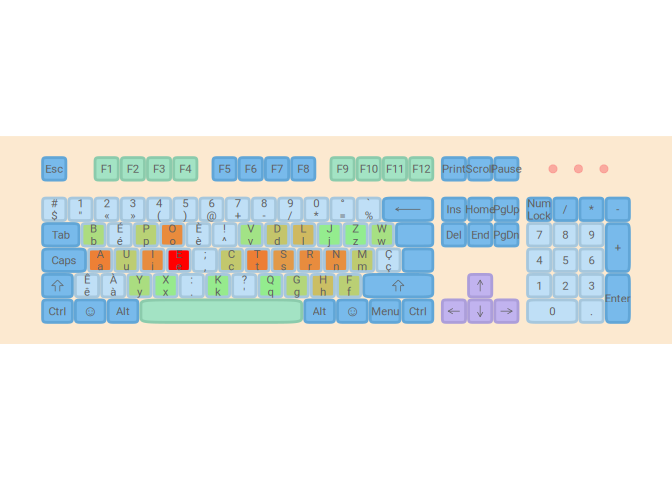 Esc F1 F2 F3 F4 F5 F6 F7 F8 F9 F10 F11 F12 Print Scroll Pause
# 1 2 3 4 5 6 7 8 9 0 ° `
$ " « » ( ) @ + - / * = %
Ins Home PgUp Num Lock / * -
Tab B É P O È ! V D L J Z W
b é p o è ^ v d l j z w
Del End PgDn 7 8 9 +
Caps A U I E ; C T S R N M Ç
a u i e , c t s r n m ç
4 5 6
Ê À Y X : K ? Q G H F
ê à y x . k ' q g h f
1 2 3 Enter
Ctrl ☺ Alt Alt ☺ Menu Ctrl
0 .